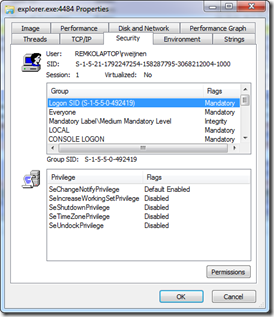 explorer.exe:4484 Properties
Image Performance Disk and Network Performance Graph
Threads TCP/IP Security Environment Strings
User: REMKOLAPTOP\rweijnen
SID: S-1-5-21-1792247254-158287795-3068212004-1000
Session: 1 Virtualized: No
Group Flags
Logon SID (S-1-5-5-0-492419) Mandatory
Everyone Mandatory
Mandatory Label\Medium Mandatory Level Integrity
LOCAL Mandatory
CONSOLE LOGON Mandatory
Group SID: S-1-5-5-0-492419
Privilege Flags
SeChangeNotifyPrivilege Default Enabled
SeIncreaseWorkingSetPrivilege Disabled
SeShutdownPrivilege Disabled
SeTimeZonePrivilege Disabled
SeUndockPrivilege Disabled
Permissions
OK Cancel